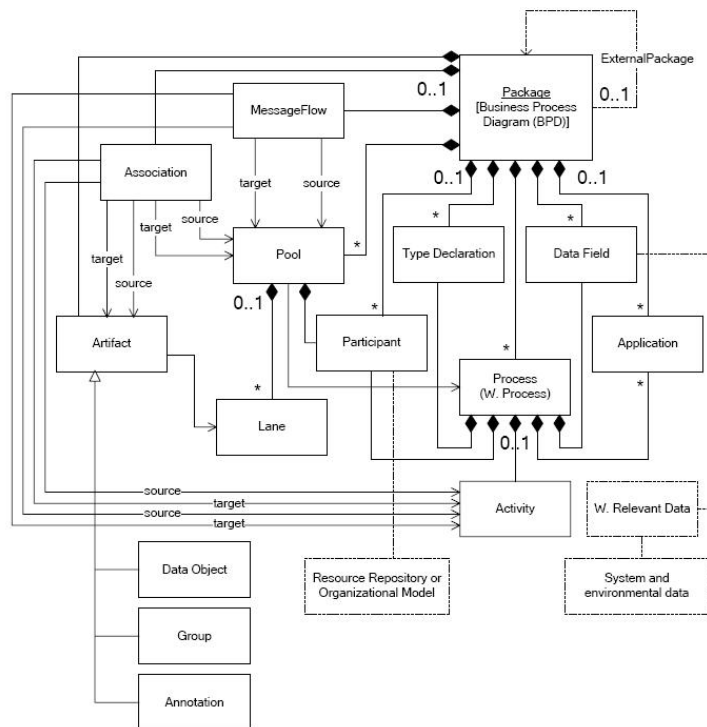 ExternalPackage
0..1
0..1
Package
[Business Process
Diagram (BPD)]
MessageFlow
0..1
0..1
Association
target
source
target
source
*
*
*
target
source
Pool
Type Declaration
Data Field
0..1
*
*
*
Artifact
Participant
Application
*
*
Process
(W. Process)
Lane
0..1
source
target
source
target
Activity
W. Relevant Data
Data Object
Resource Repository or
Organizational Model
System and
environmental data
Group
Annotation